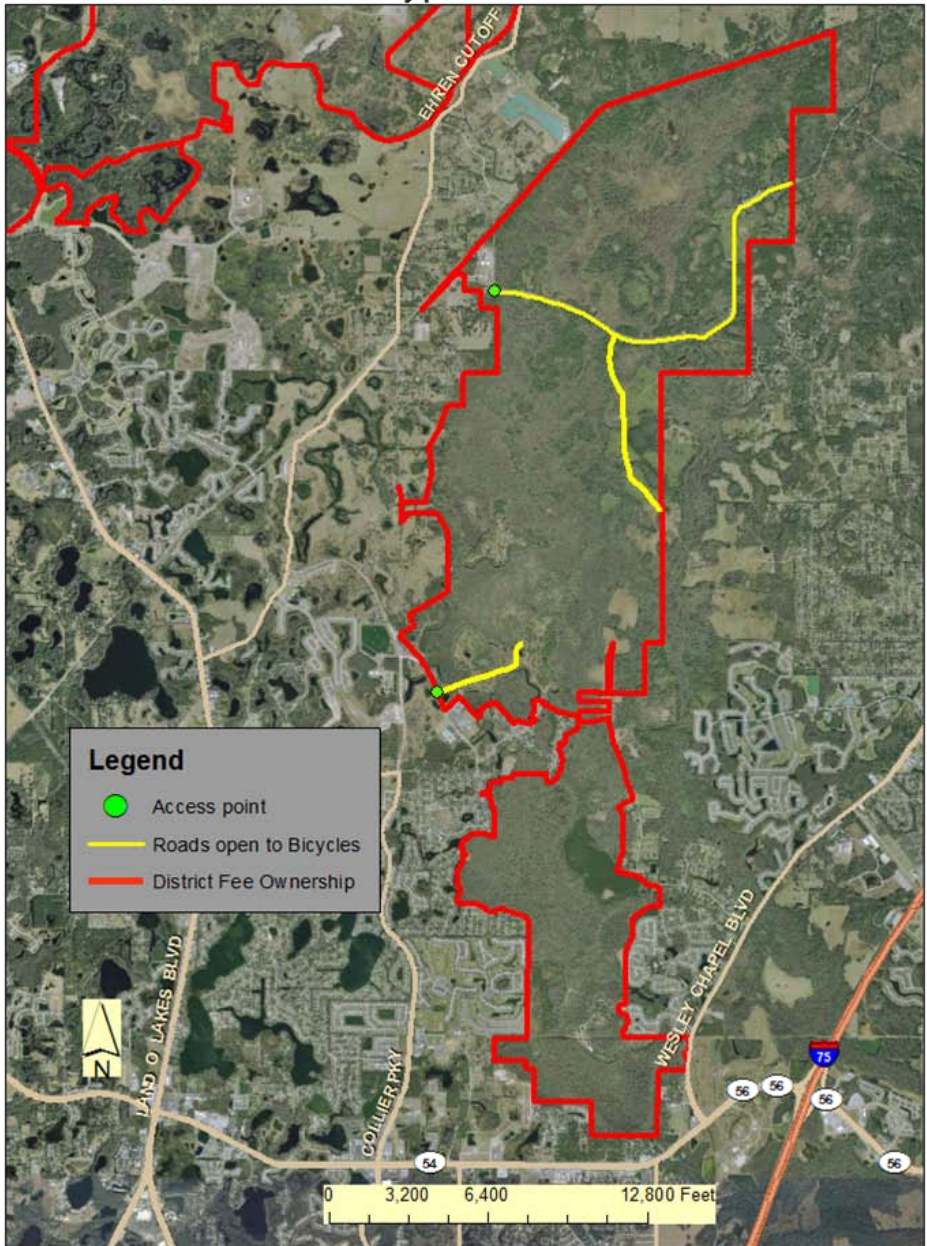 EHREN CUTOFF
Legend
Access point
Roads open to Bicycles
District Fee Ownership
LAND O LAKES BLVD
COLLIER PKY
WESLEY CHAPEL BLVD
75
56
56
56
56
54
N
0 3,200 6,400 12,800 Feet